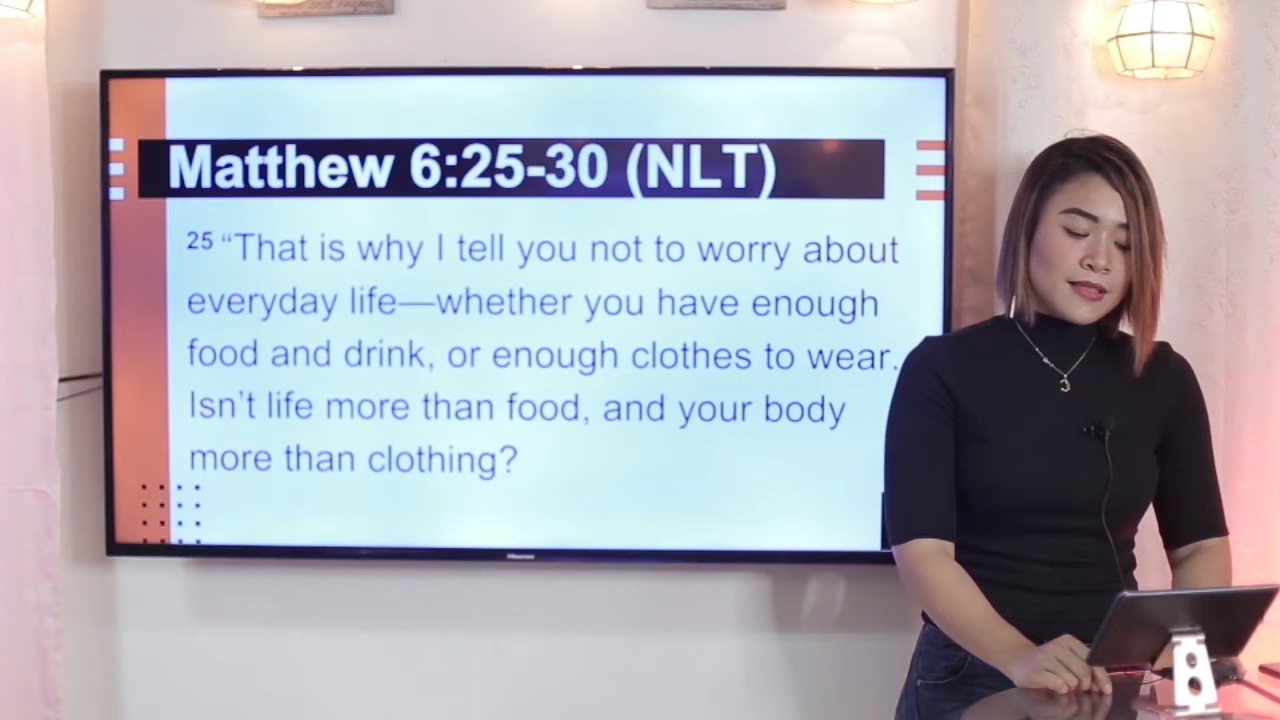 Matthew 6:25-30 (NLT)
25 “That is why I tell you not to worry about
everyday life—whether you have enough
food and drink, or enough clothes to wear.
Isn’t life more than food, and your body
more than clothing?
Hisense